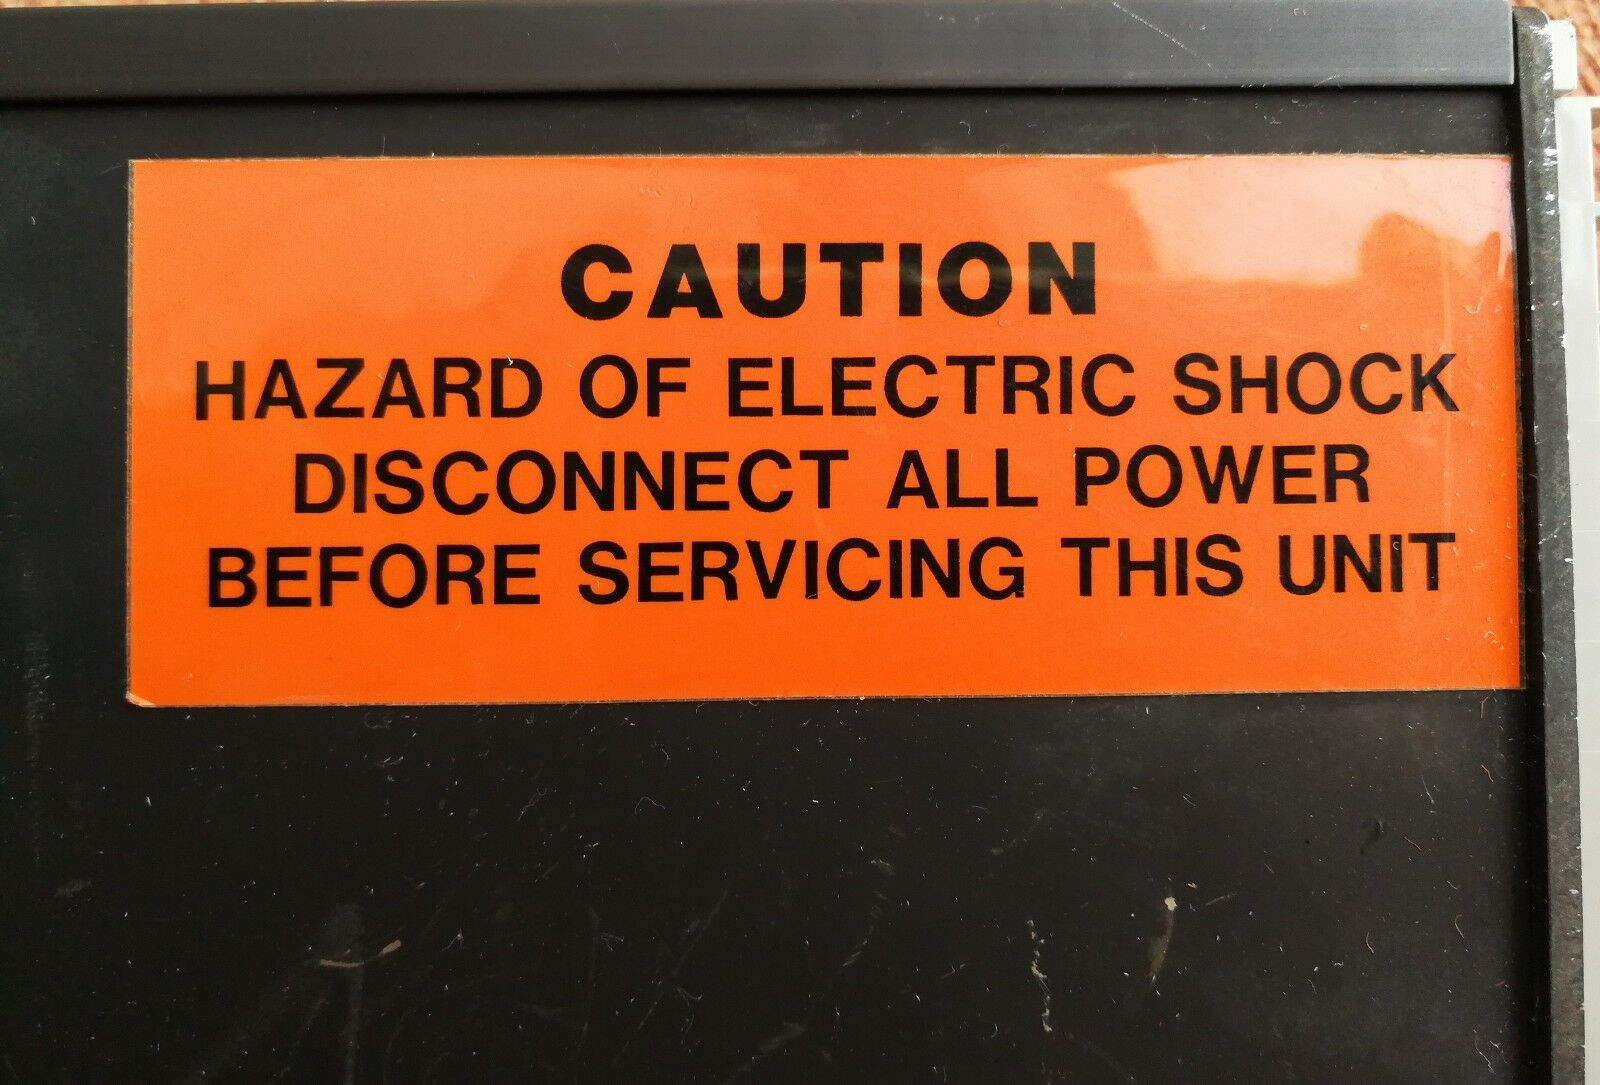 CAUTION
HAZARD OF ELECTRIC SHOCK
DISCONNECT ALL POWER
BEFORE SERVICING THIS UNIT